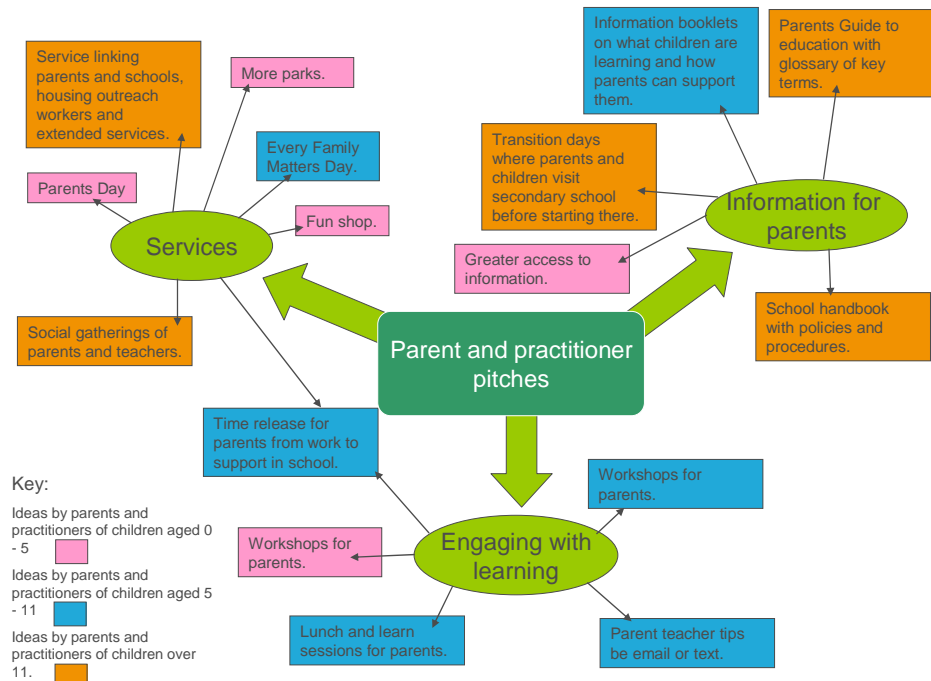 Service linking
parents and schools,
housing outreach
workers and
extended services.
More parks.
Every Family
Matters Day.
Parents Day
Fun shop.
Services
Social gatherings of
parents and teachers.
Information booklets
on what children are
learning and how
parents can support
them.
Parents Guide to
education with
glossary of key
terms.
Transition days
where parents and
children visit
secondary school
before starting there.
Information for
parents
Greater access to
information.
School handbook
with policies and
procedures.
Parent and practitioner
pitches
Time release for
parents from work to
support in school.
Workshops for
parents.
Workshops for
parents.
Engaging with
learning
Lunch and learn
sessions for parents.
Parent teacher tips
be email or text.
Key:
Ideas by parents and
practitioners of children aged 0
- 5
Ideas by parents and
practitioners of children aged 5
- 11
Ideas by parents and
practitioners of children over
11.